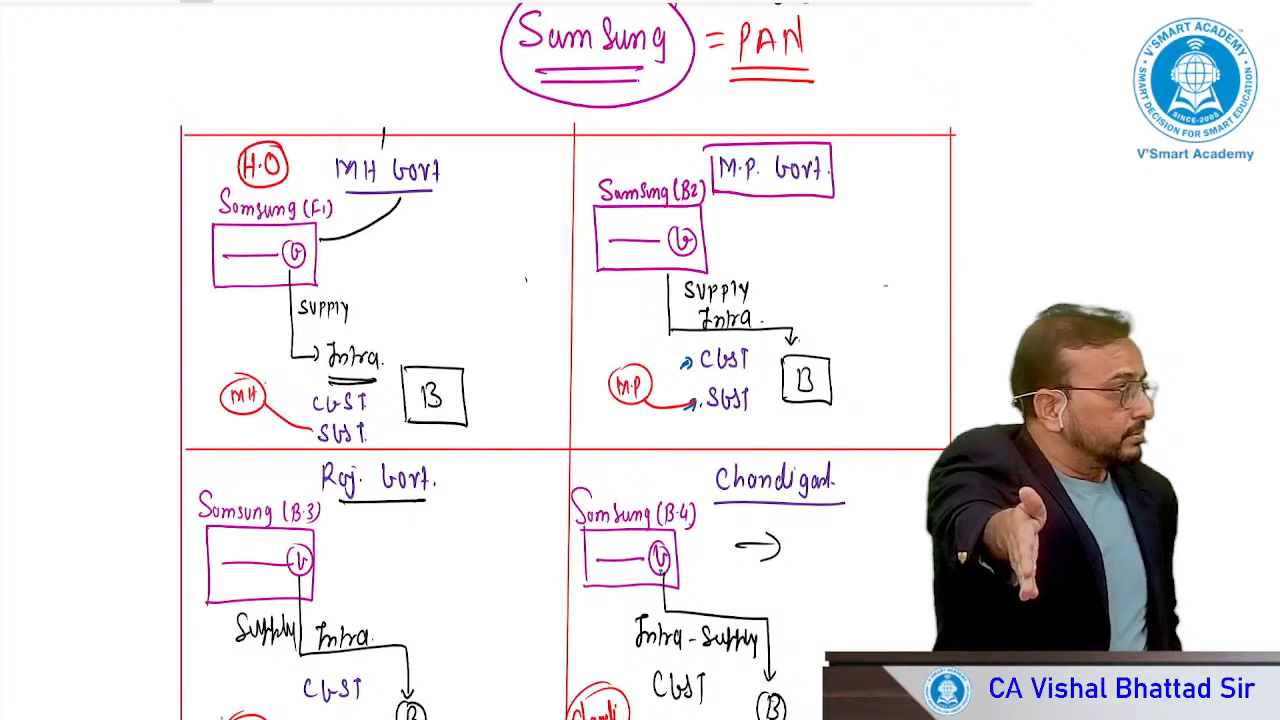 Samsung = PAN
V'SMART ACADEMY
SMART DECISION FOR SMART EDUCATION
SINCE-2005
V'Smart Academy
H.O
MH Govt
Samsung (F1)
Supply
Intra.
MH
CGST
SGST
B
M.P. Govt.
Samsung (B2)
Supply
Intra
M.P
CGST
SGST
B
Raj. Govt.
Samsung (B.3)
Supply
Intra.
CGST
B
Chandigarh
Samsung (B.4)
Intra - Supply
CGST
B
CA Vishal Bhattad Sir